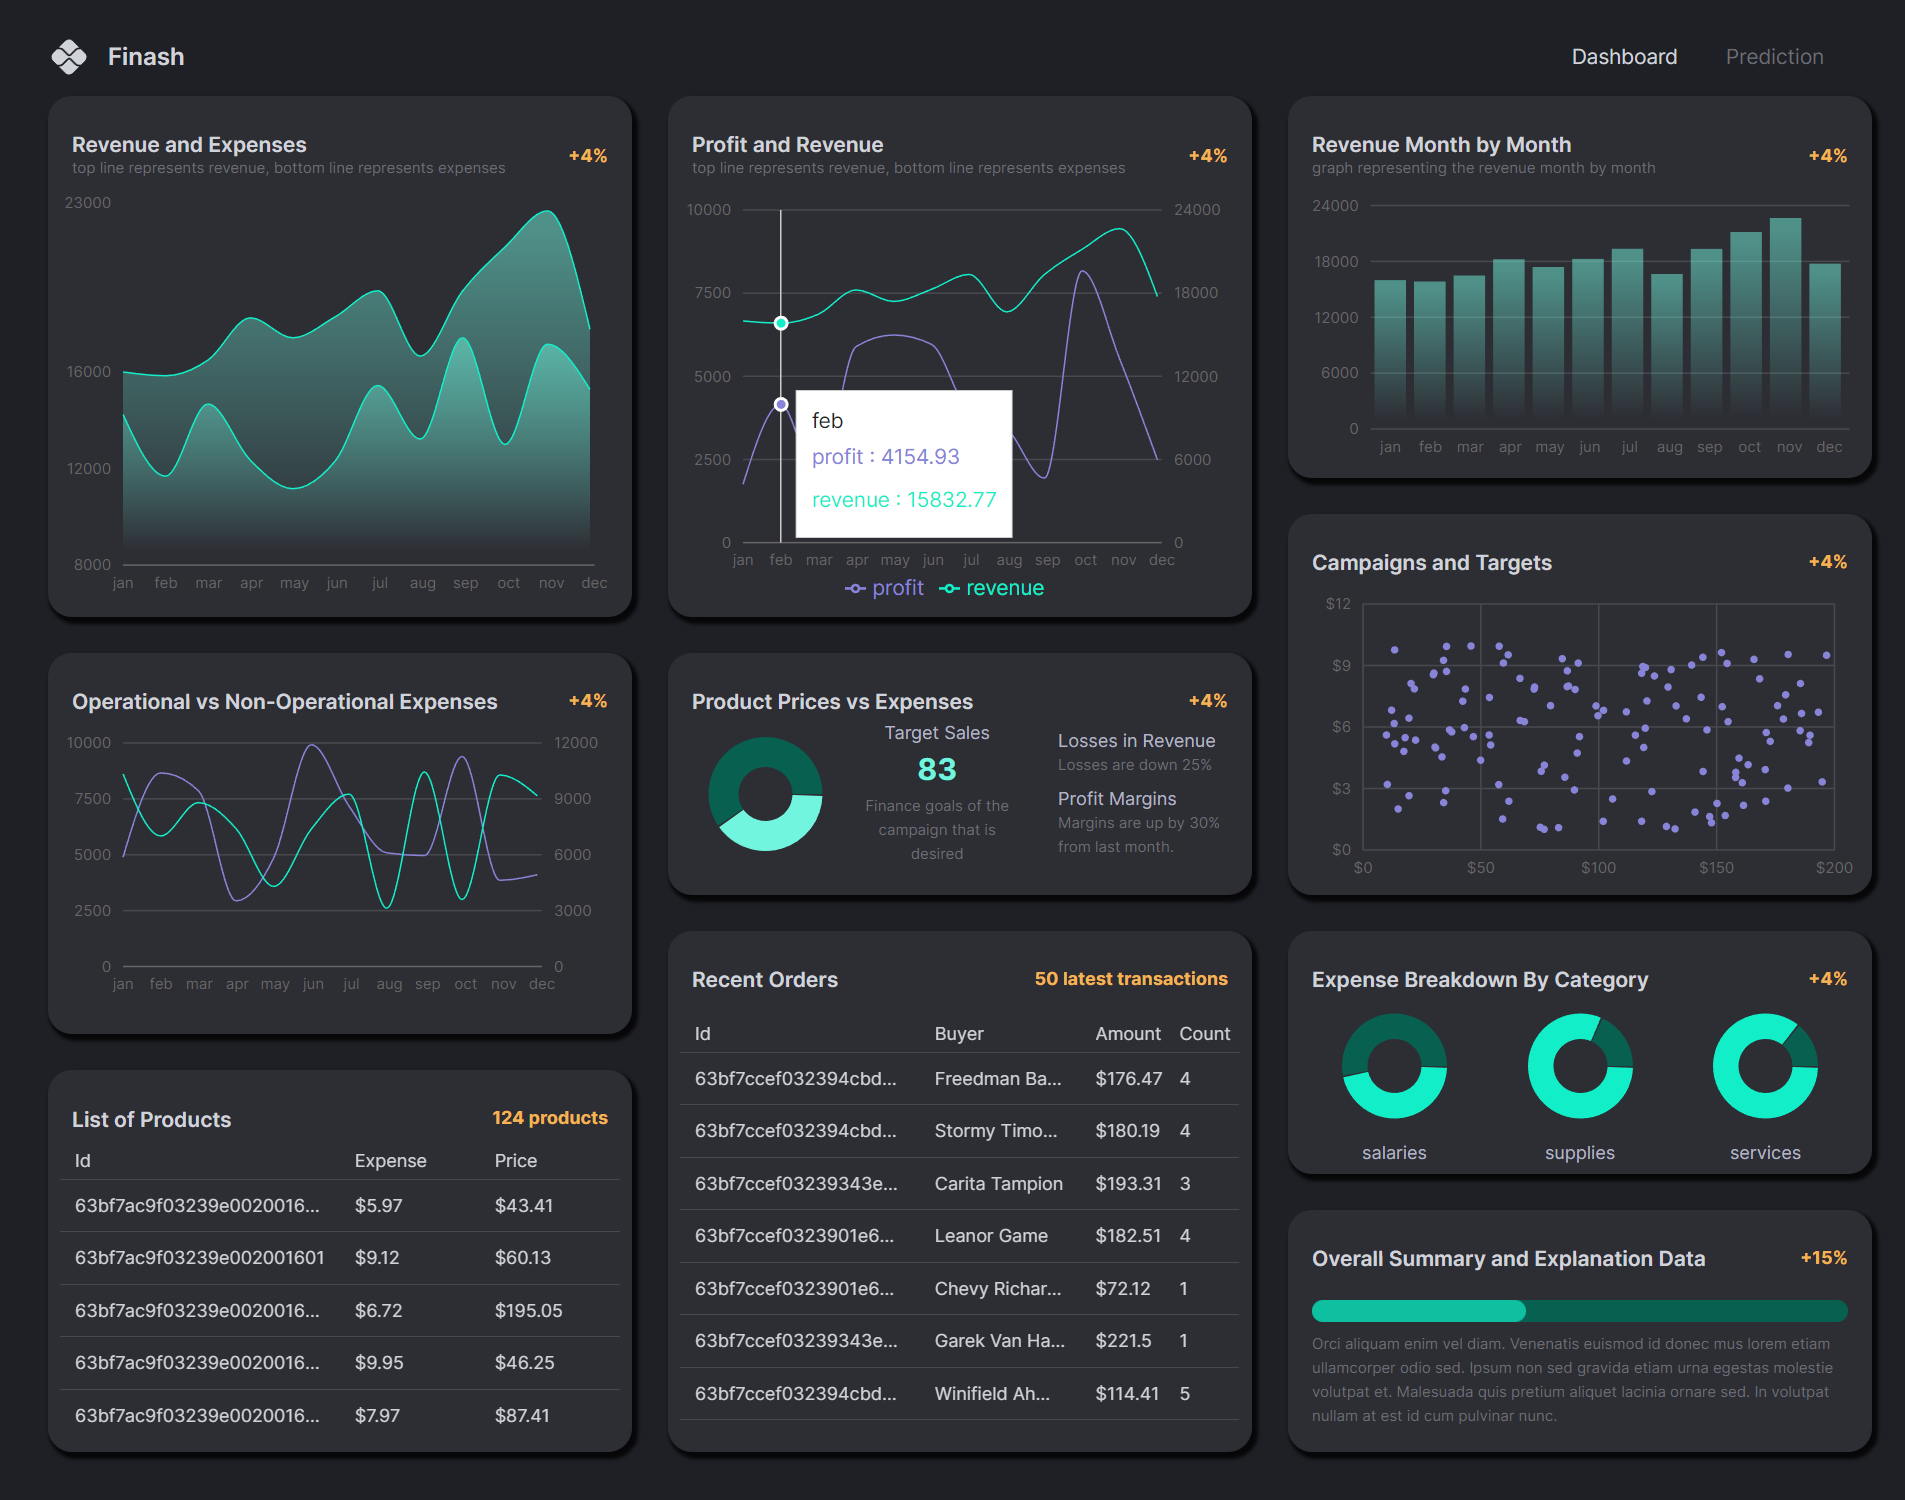 Finash
Dashboard
Prediction
Revenue and Expenses
+4%
top line represents revenue, bottom line represents expenses
23000
16000
12000
8000
jan feb mar apr may jun jul aug sep oct nov dec
Operational vs Non-Operational Expenses
+4%
10000 12000
7500 9000
5000 6000
2500 3000
0 0
jan feb mar apr may jun jul aug sep oct nov dec
List of Products
124 products
Id Expense Price
63bf7ac9f03239e0020016... $5.97 $43.41
63bf7ac9f03239e002001601 $9.12 $60.13
63bf7ac9f03239e0020016... $6.72 $195.05
63bf7ac9f03239e0020016... $9.95 $46.25
63bf7ac9f03239e0020016... $7.97 $87.41
Profit and Revenue
+4%
top line represents revenue, bottom line represents expenses
10000 24000
7500 18000
5000 12000
2500 6000
0 0
feb
profit : 4154.93
revenue : 15832.77
jan feb mar apr may jun jul aug sep oct nov dec
profit revenue
Product Prices vs Expenses
+4%
Target Sales
83
Finance goals of the
campaign that is
desired
Losses in Revenue
Losses are down 25%
Profit Margins
Margins are up by 30%
from last month.
Recent Orders
50 latest transactions
Id Buyer Amount Count
63bf7ccef032394cbd... Freedman Ba... $176.47 4
63bf7ccef032394cbd... Stormy Timo... $180.19 4
63bf7ccef03239343e... Carita Tampion $193.31 3
63bf7ccef0323901e6... Leanor Game $182.51 4
63bf7ccef0323901e6... Chevy Richar... $72.12 1
63bf7ccef03239343e... Garek Van Ha... $221.5 1
63bf7ccef032394cbd... Winifield Ah... $114.41 5
Revenue Month by Month
+4%
graph representing the revenue month by month
24000
18000
12000
6000
0
jan feb mar apr may jun jul aug sep oct nov dec
Campaigns and Targets
+4%
$12
$9
$6
$3
$0
$0 $50 $100 $150 $200
Expense Breakdown By Category
+4%
salaries supplies services
Overall Summary and Explanation Data
+15%
Orci aliquam enim vel diam. Venenatis euismod id donec mus lorem etiam
ullamcorper odio sed. Ipsum non sed gravida etiam urna egestas molestie
volutpat et. Malesuada quis pretium aliquet lacinia ornare sed. In volutpat
nullam at est id cum pulvinar nunc.